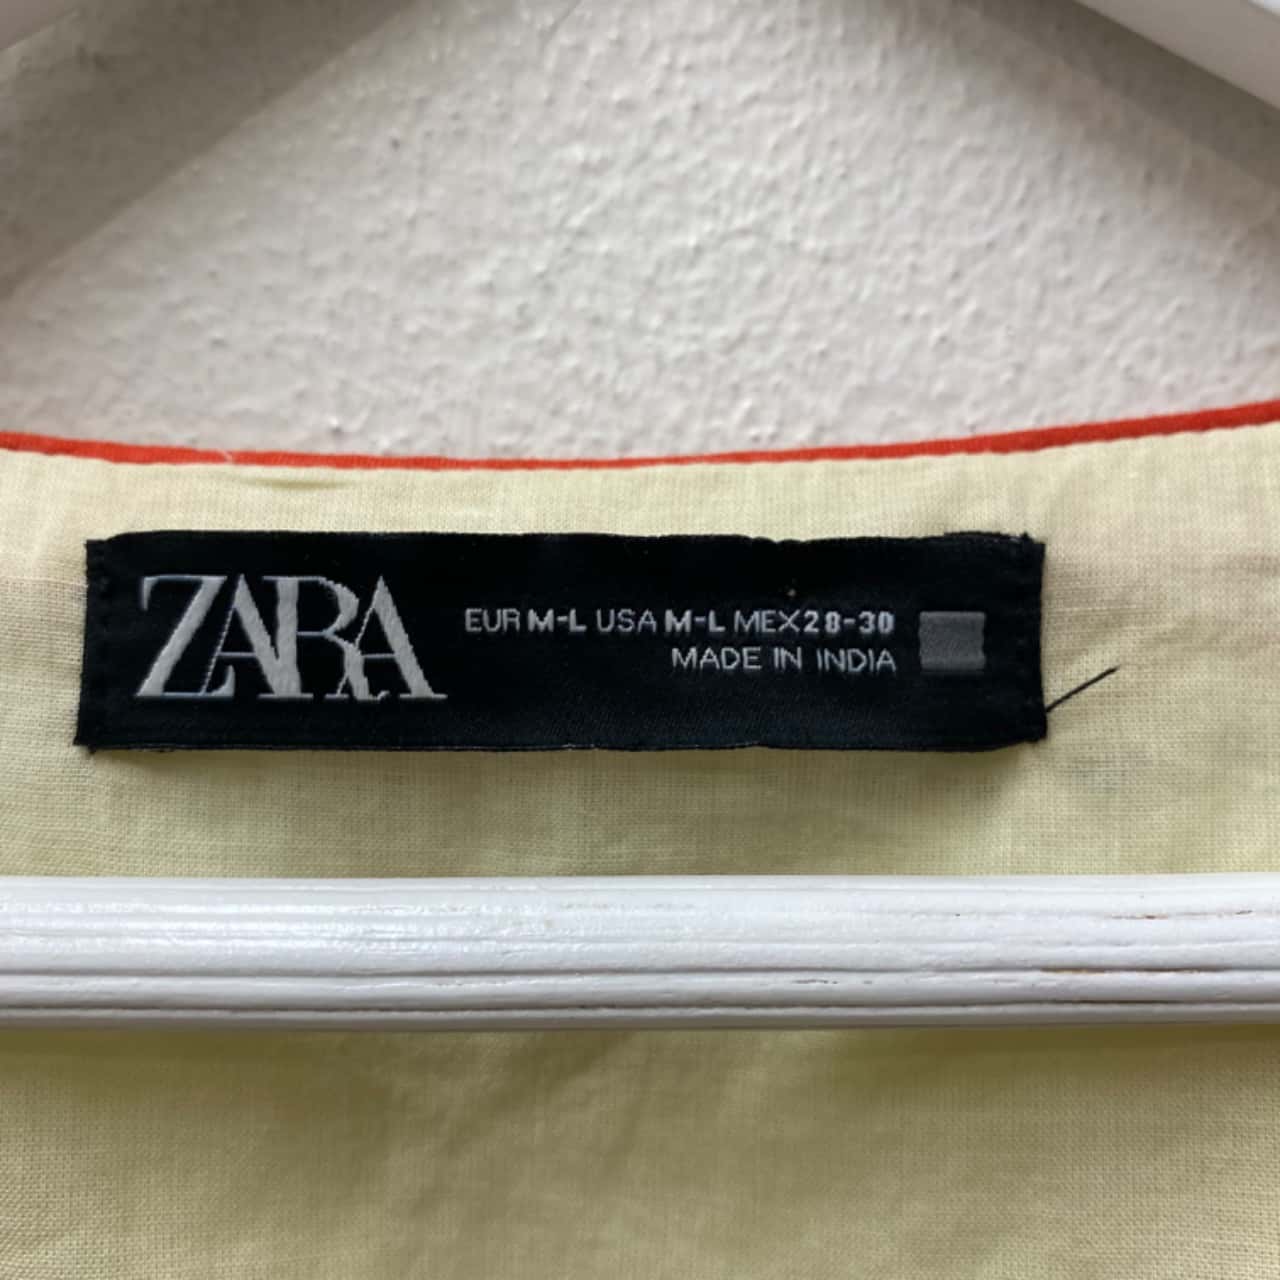 ZARA
EUR M-L USA M-L MEX 28-30
MADE IN INDIA